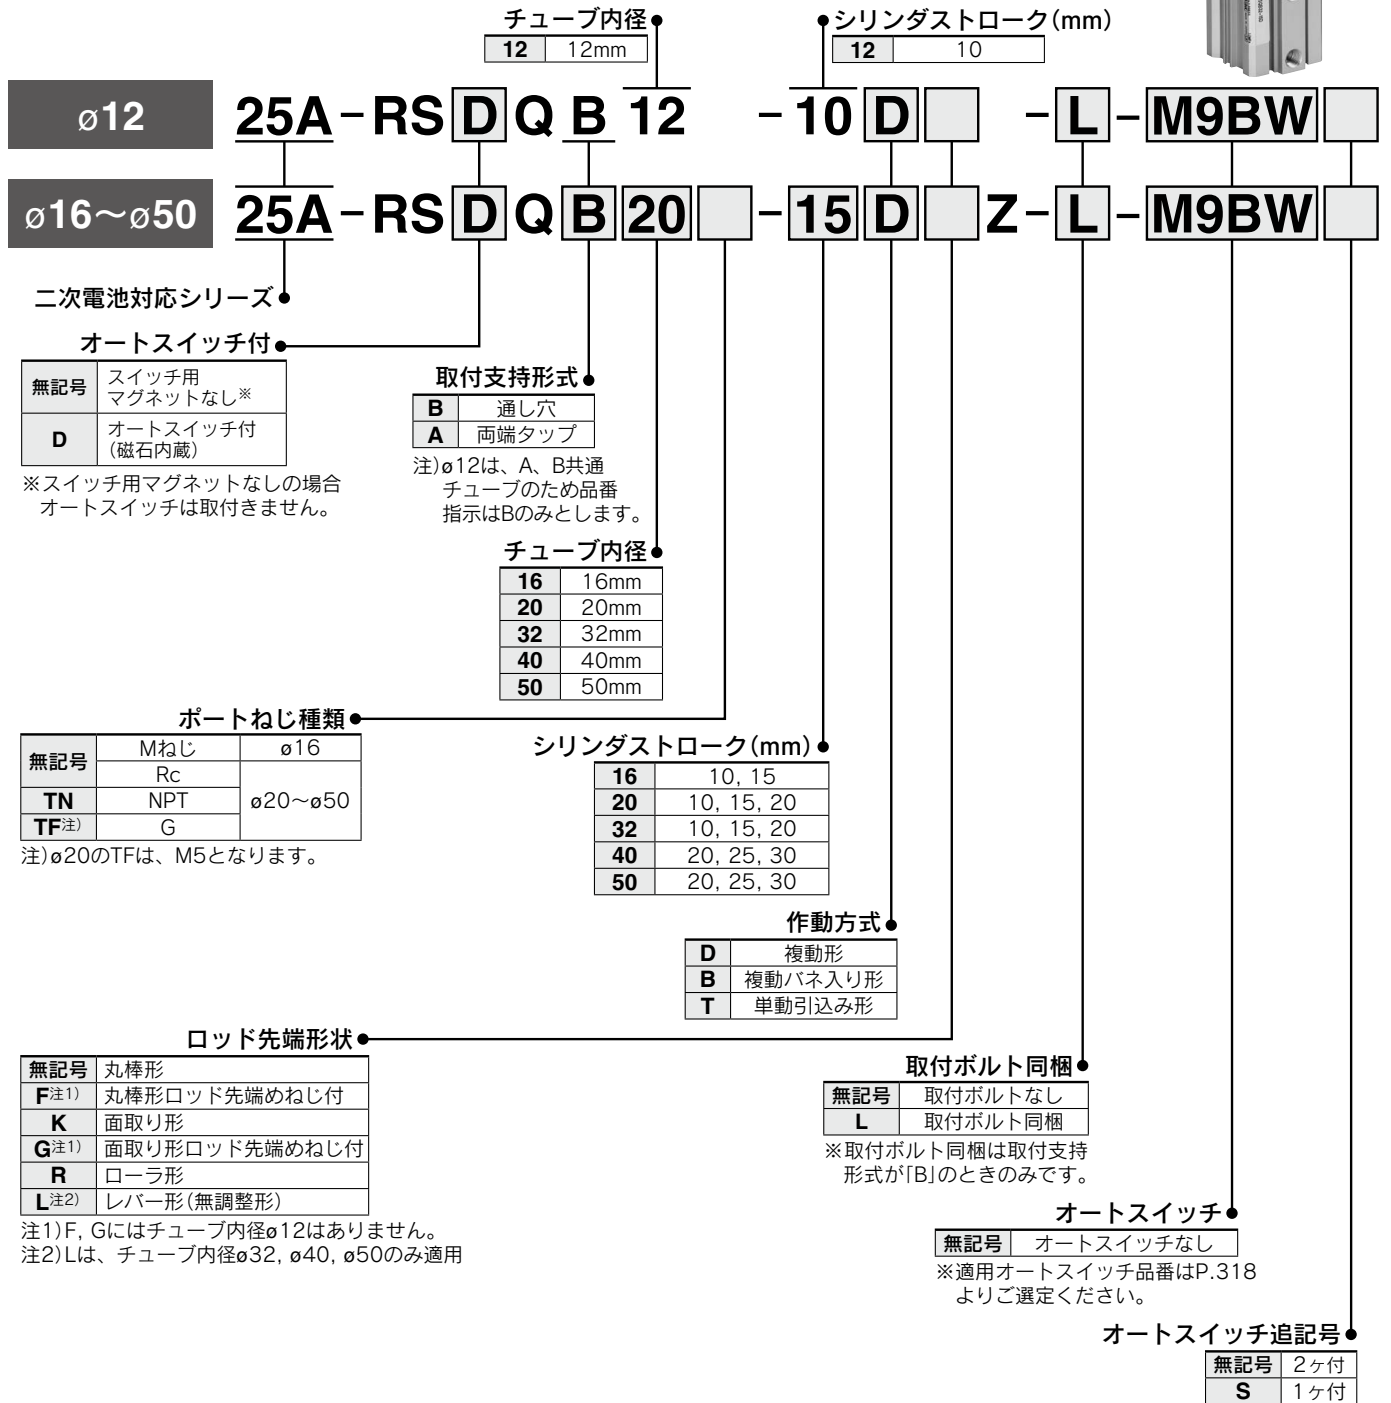 チューブ内径
12 12mm
シリンダストローク(mm)
12 10
ø12 25A-RS D Q B 12 -10 D -L-M9BW
ø16～ø50 25A-RS D Q B 20 -15 D Z-L-M9BW
二次電池対応シリーズ
オートスイッチ付
無記号 スイッチ用
マグネットなし※
D オートスイッチ付
(磁石内蔵)
※スイッチ用マグネットなしの場合
オートスイッチは取付きません。
取付支持形式
B 通し穴
A 両端タップ
注)ø12は、A、B共通
チューブのため品番
指示はBのみとします。
チューブ内径
16 16mm
20 20mm
32 32mm
40 40mm
50 50mm
ポートねじ種類
無記号 Mねじ ø16
Rc ø20～ø50
TN NPT
TF注) G
注)ø20のTFは、M5となります。
シリンダストローク(mm)
16 10, 15
20 10, 15, 20
32 10, 15, 20
40 20, 25, 30
50 20, 25, 30
作動方式
D 複動形
B 複動バネ入り形
T 単動引込み形
ロッド先端形状
無記号 丸棒形
F注1) 丸棒形ロッド先端めねじ付
K 面取り形
G注1) 面取り形ロッド先端めねじ付
R ローラ形
L注2) レバー形(無調整形)
注1)F, Gにはチューブ内径ø12はありません。
注2)Lは、チューブ内径ø32, ø40, ø50のみ適用
取付ボルト同梱
無記号 取付ボルトなし
L 取付ボルト同梱
※取付ボルト同梱は取付支持
形式が「B」のときのみです。
オートスイッチ
無記号 オートスイッチなし
※適用オートスイッチ品番はP.318
よりご選定ください。
オートスイッチ追記号
無記号 2ヶ付
S 1ヶ付